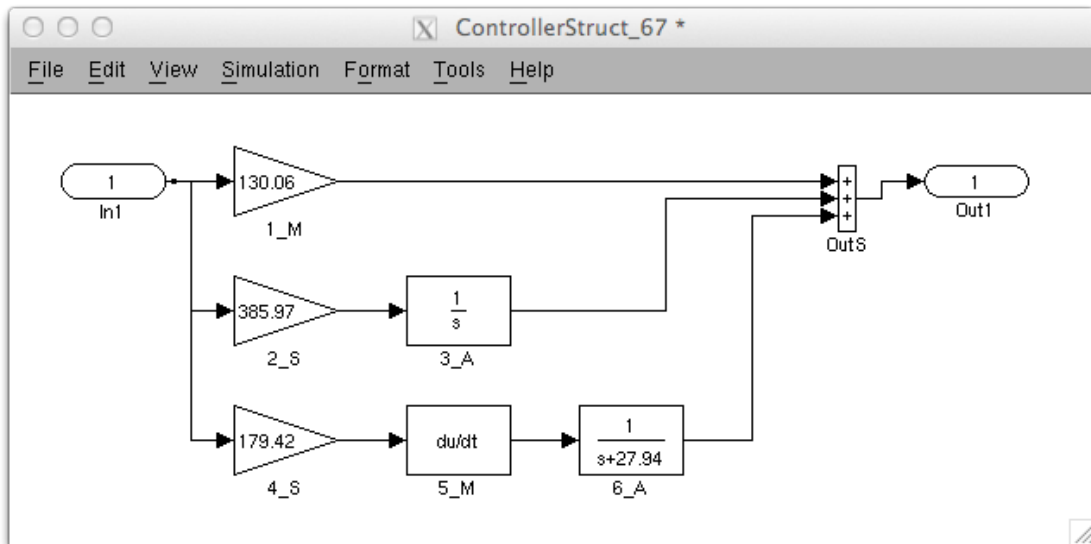 ControllerStruct_67 *
File Edit View Simulation Format Tools Help
1
In1
130.06
1_M
+
+
+
OutS
1
Out1
385.97
2_S
1
s
3_A
179.42
4_S
du/dt
5_M
1
s+27.94
6_A